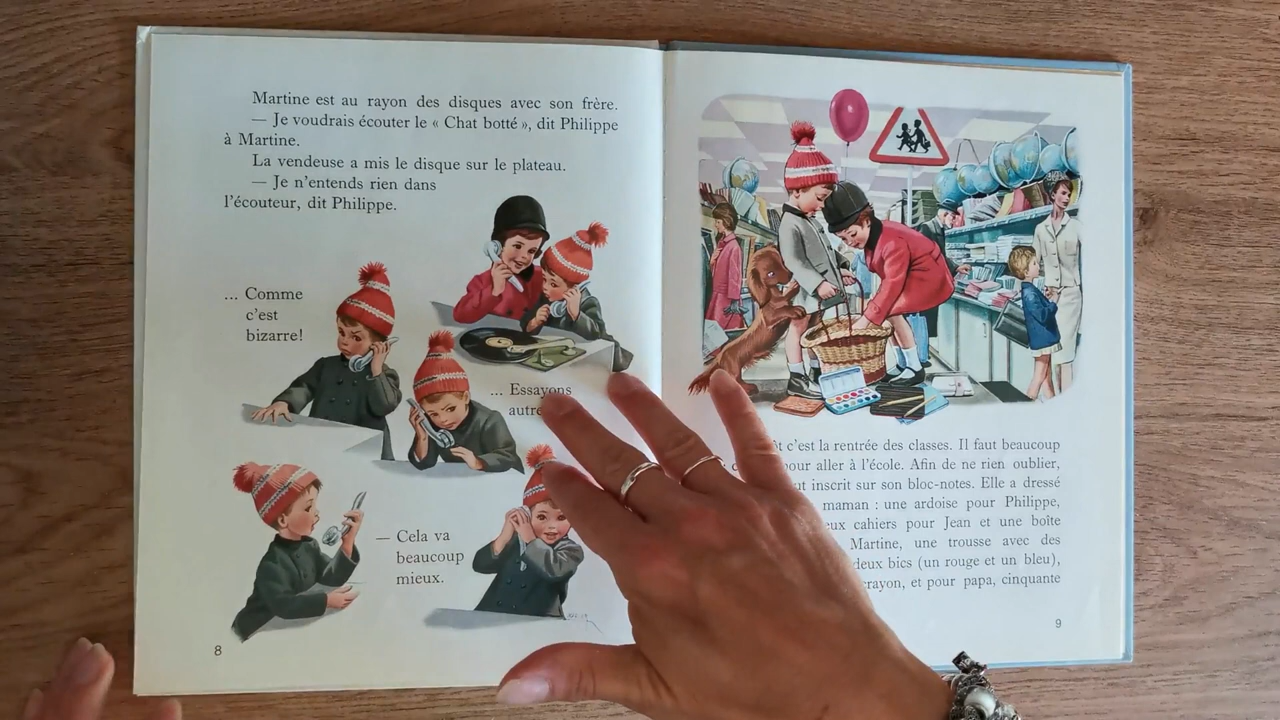 Martine est au rayon des disques avec son frère.
— Je voudrais écouter le « Chat botté », dit Philippe
à Martine.
La vendeuse a mis le disque sur le plateau.
— Je n'entends rien dans
l'écouteur, dit Philippe.
... Comme
c'est
bizarre!
... Essayons
— Cela va
beaucoup
mieux.
8
c'est la rentrée des classes. Il faut beaucoup
pour aller à l'école. Afin de ne rien oublier,
inscrit sur son bloc-notes. Elle a dressé
maman : une ardoise pour Philippe,
cahiers pour Jean et une boîte
Martine, une trousse avec des
deux bics (un rouge et un bleu),
crayon, et pour papa, cinquante
9